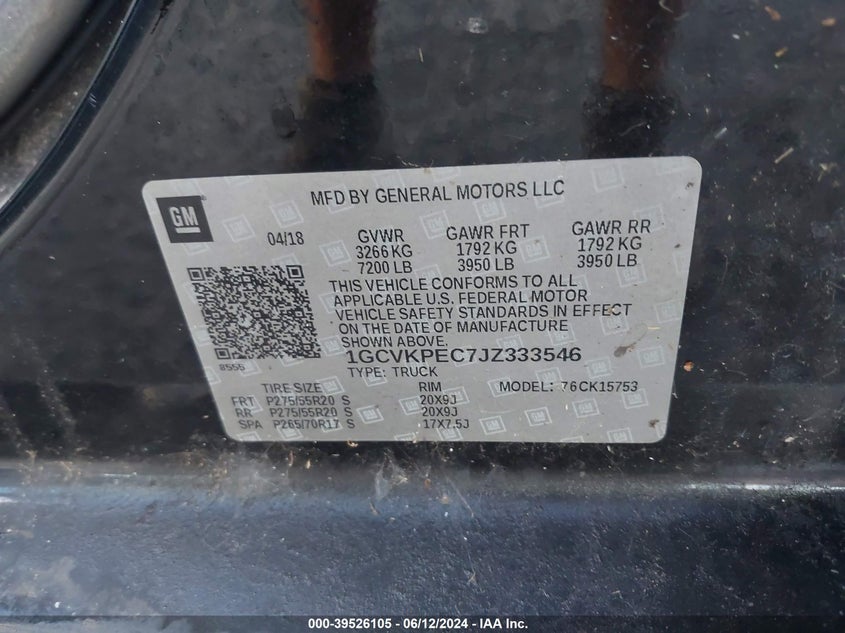 MFD BY GENERAL MOTORS LLC
GM
04/18
GVWR GAWR FRT GAWR RR
3266 KG 1792 KG 1792 KG
7200 LB 3950 LB 3950 LB
THIS VEHICLE CONFORMS TO ALL
APPLICABLE U.S. FEDERAL MOTOR
VEHICLE SAFETY STANDARDS IN EFFECT
ON THE DATE OF MANUFACTURE
SHOWN ABOVE.
8555
1GCVKPEC7JZ333546
TYPE: TRUCK
TIRE SIZE RIM MODEL: 76CK15753
FRT P275/55R20 S 20X9J
RR P275/55R20 S 20X9J
SPA P265/70R17 S 17X7.5J
000-39526105 - 06/12/2024 - IAAI Inc.